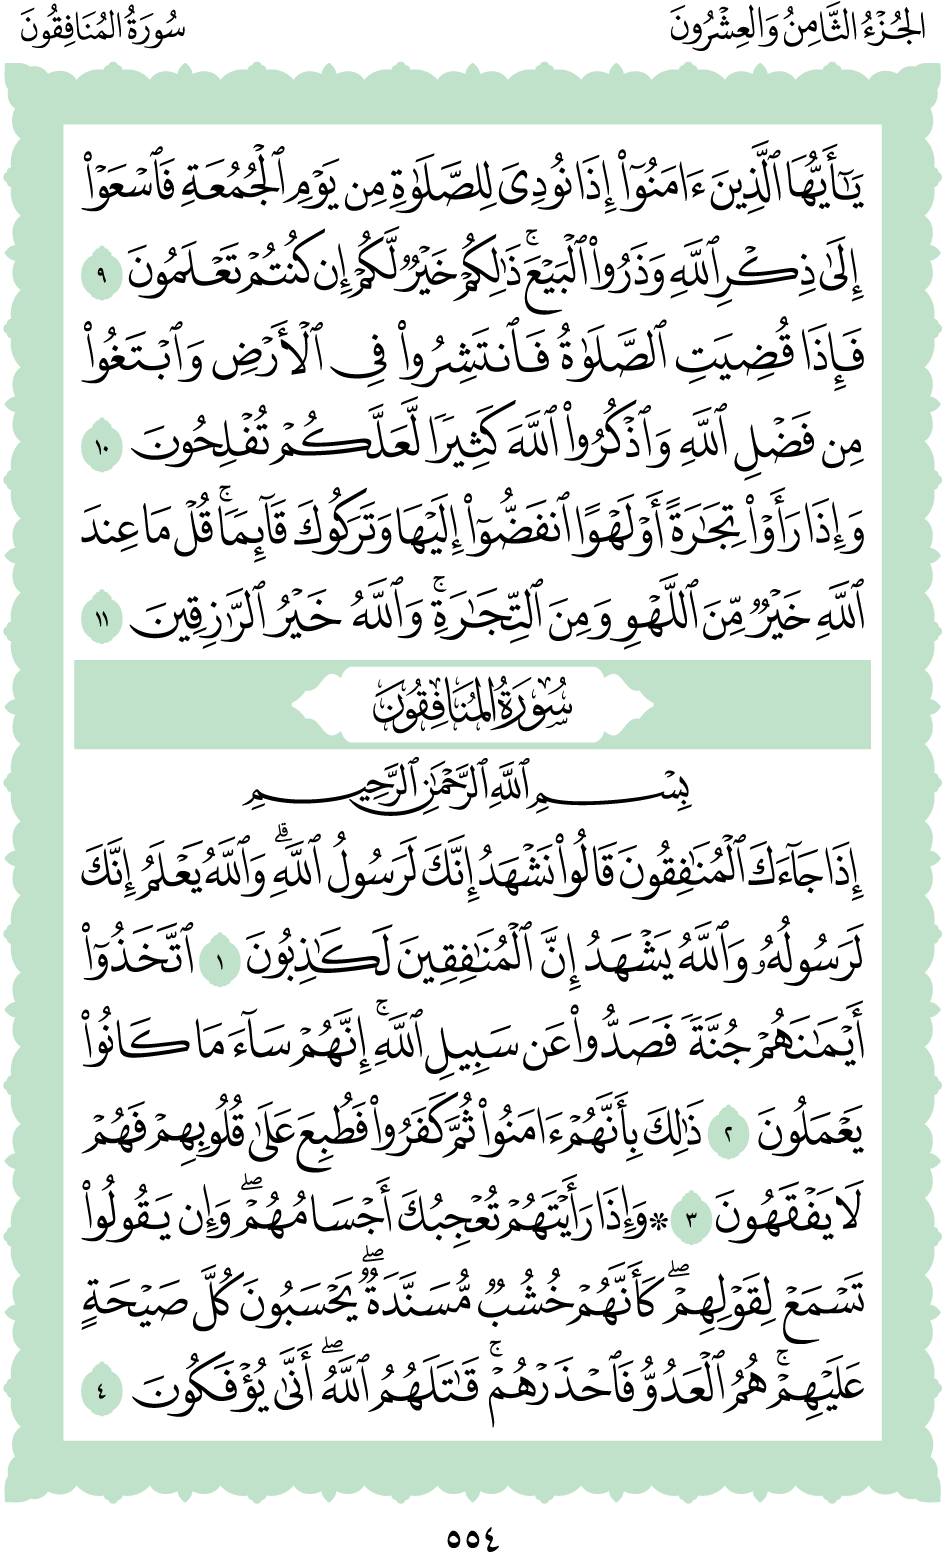 الجُزْءُ الثَّامِنُ وَالعِشْرُونَ
سُورَةُ المُنَافِقُونَ
يَـٰٓأَيُّهَا ٱلَّذِينَ ءَامَنُوٓا۟ إِذَا نُودِىَ لِلصَّلَوٰةِ مِن يَوْمِ ٱلْجُمُعَةِ فَٱسْعَوْا۟
إِلَىٰ ذِكْرِ ٱللَّهِ وَذَرُوا۟ ٱلْبَيْعَ ۚ ذَٰلِكُمْ خَيْرٌ لَّكُمْ إِن كُنتُمْ تَعْلَمُونَ ٩
فَإِذَا قُضِيَتِ ٱلصَّلَوٰةُ فَٱنتَشِرُوا۟ فِى ٱلْأَرْضِ وَٱبْتَغُوا۟
مِن فَضْلِ ٱللَّهِ وَٱذْكُرُوا۟ ٱللَّهَ كَثِيرًا لَّعَلَّكُمْ تُفْلِحُونَ ١٠
وَإِذَا رَأَوْا۟ تِجَـٰرَةً أَوْ لَهْوًا ٱنفَضُّوٓا۟ إِلَيْهَا وَتَرَكُوكَ قَآئِمًا ۚ قُلْ مَا عِندَ
ٱللَّهِ خَيْرٌ مِّنَ ٱللَّهْوِ وَمِنَ ٱلتِّجَـٰرَةِ ۚ وَٱللَّهُ خَيْرُ ٱلرَّٰزِقِينَ ١١
سُورَةُ المُنَافِقُونَ
بِسْمِ ٱللَّهِ ٱلرَّحْمَـٰنِ ٱلرَّحِيمِ
إِذَا جَآءَكَ ٱلْمُنَـٰفِقُونَ قَالُوا۟ نَشْهَدُ إِنَّكَ لَرَسُولُ ٱللَّهِ ۗ وَٱللَّهُ يَعْلَمُ إِنَّكَ
لَرَسُولُهُۥ وَٱللَّهُ يَشْهَدُ إِنَّ ٱلْمُنَـٰفِقِينَ لَكَـٰذِبُونَ ١ ٱتَّخَذُوٓا۟
أَيْمَـٰنَهُمْ جُنَّةً فَصَدُّوا۟ عَن سَبِيلِ ٱللَّهِ ۚ إِنَّهُمْ سَآءَ مَا كَانُوا۟
يَعْمَلُونَ ٢ ذَٰلِكَ بِأَنَّهُمْ ءَامَنُوا۟ ثُمَّ كَفَرُوا۟ فَطُبِعَ عَلَىٰ قُلُوبِهِمْ فَهُمْ
لَا يَفْقَهُونَ ٣ * وَإِذَا رَأَيْتَهُمْ تُعْجِبُكَ أَجْسَامُهُمْ ۖ وَإِن يَقُولُوا۟
تَسْمَعْ لِقَوْلِهِمْ ۖ كَأَنَّهُمْ خُشُبٌ مُّسَنَّدَةٌ ۖ يَحْسَبُونَ كُلَّ صَيْحَةٍ
عَلَيْهِمْ ۚ هُمُ ٱلْعَدُوُّ فَٱحْذَرْهُمْ ۚ قَـٰتَلَهُمُ ٱللَّهُ ۖ أَنَّىٰ يُؤْفَكُونَ ٤
٥٥٤